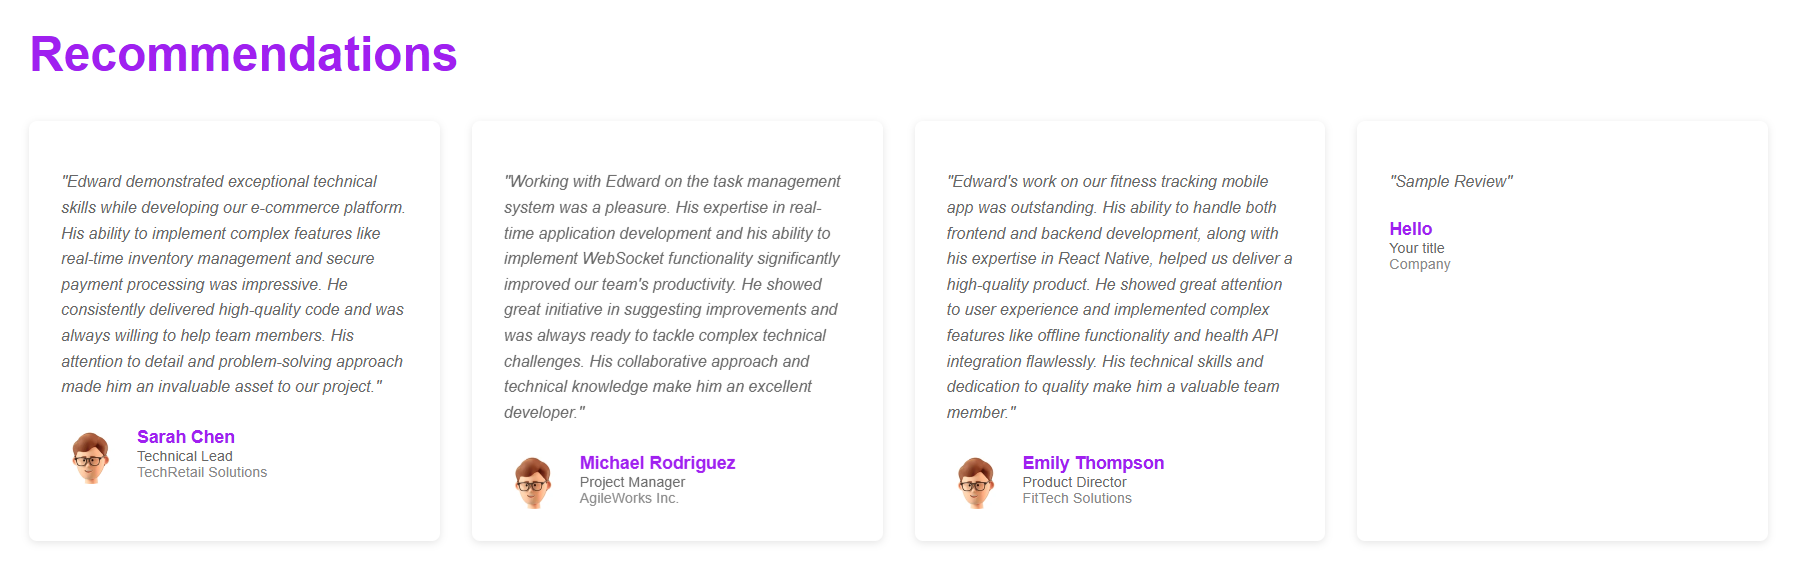 Recommendations
"Edward demonstrated exceptional technical
skills while developing our e-commerce platform.
His ability to implement complex features like
real-time inventory management and secure
payment processing was impressive. He
consistently delivered high-quality code and was
always willing to help team members. His
attention to detail and problem-solving approach
made him an invaluable asset to our project."
Sarah Chen
Technical Lead
TechRetail Solutions
"Working with Edward on the task management
system was a pleasure. His expertise in real-
time application development and his ability to
implement WebSocket functionality significantly
improved our team's productivity. He showed
great initiative in suggesting improvements and
was always ready to tackle complex technical
challenges. His collaborative approach and
technical knowledge make him an excellent
developer."
Michael Rodriguez
Project Manager
AgileWorks Inc.
"Edward's work on our fitness tracking mobile
app was outstanding. His ability to handle both
frontend and backend development, along with
his expertise in React Native, helped us deliver a
high-quality product. He showed great attention
to user experience and implemented complex
features like offline functionality and health API
integration flawlessly. His technical skills and
dedication to quality make him a valuable team
member."
Emily Thompson
Product Director
FitTech Solutions
"Sample Review"
Hello
Your title
Company